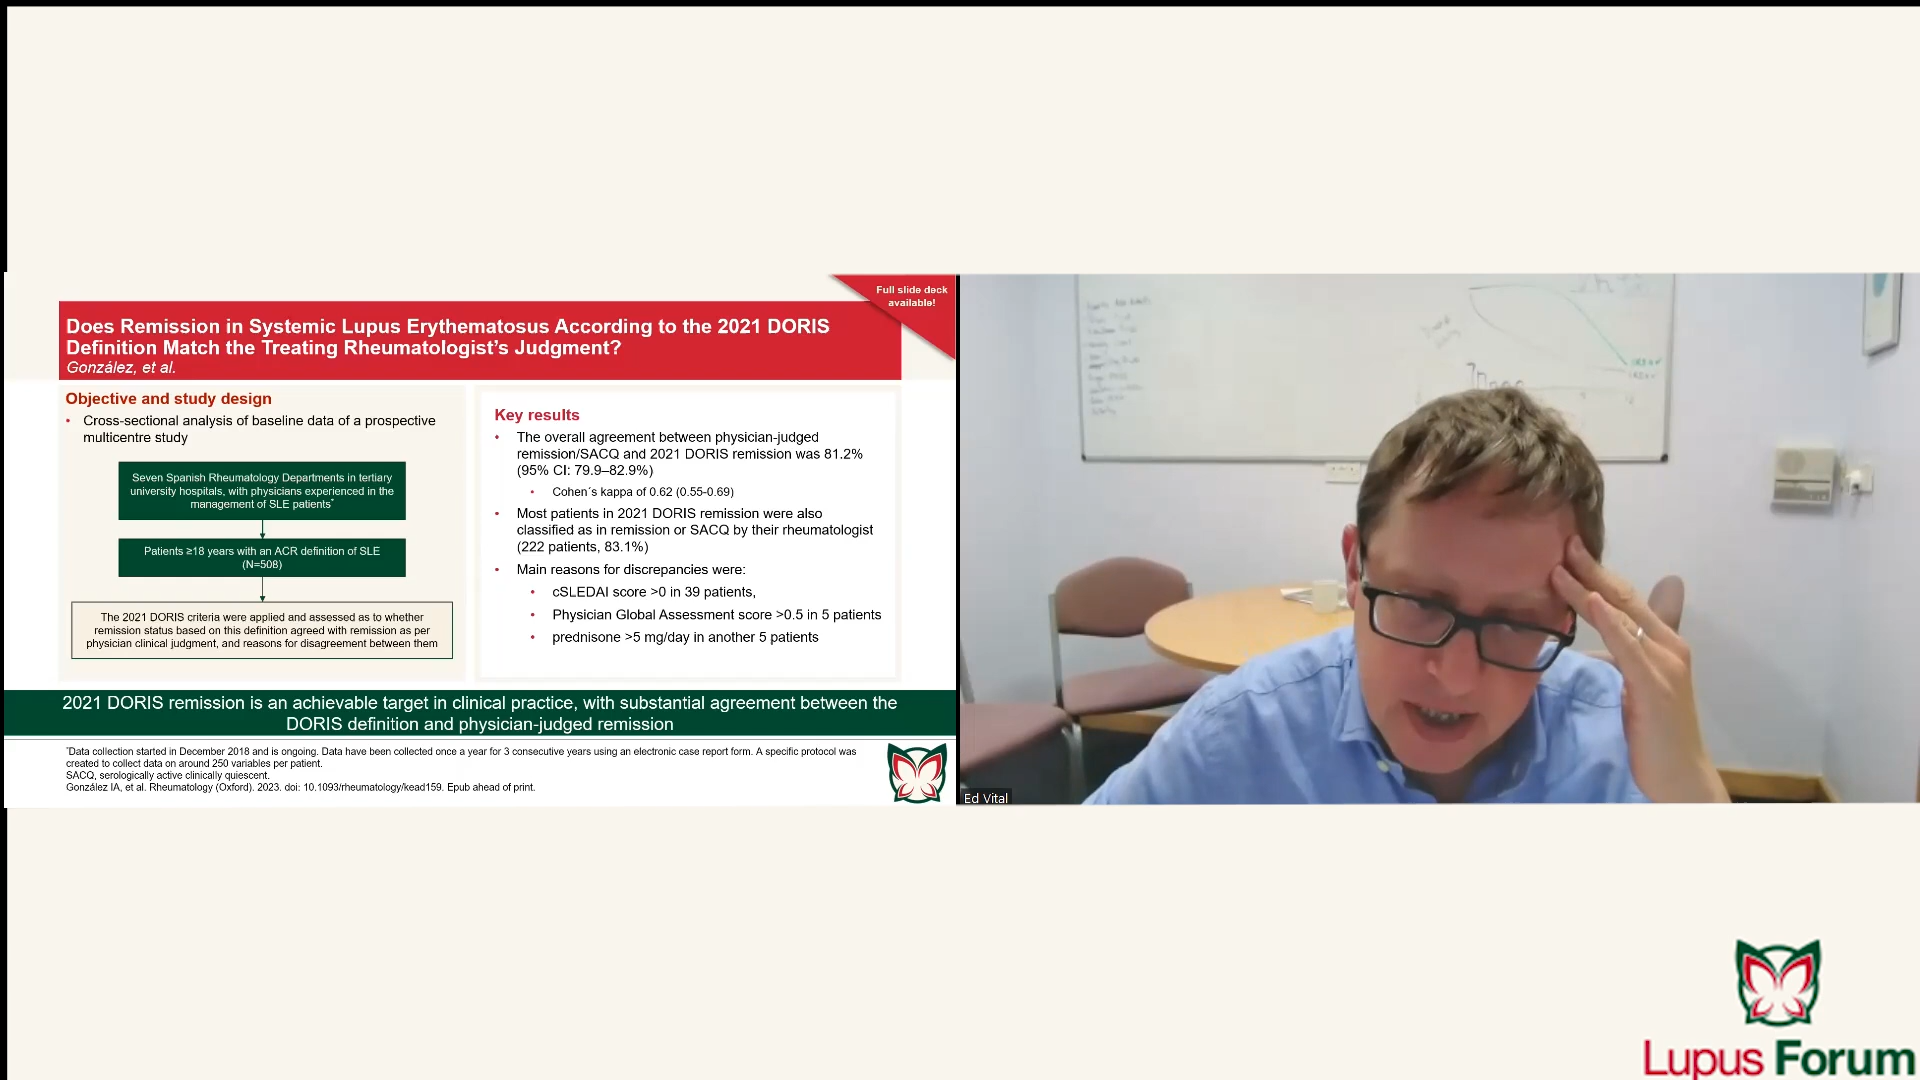 Full slide deck
available!
Does Remission in Systemic Lupus Erythematosus According to the 2021 DORIS
Definition Match the Treating Rheumatologist’s Judgment?
González, et al.
Objective and study design
• Cross-sectional analysis of baseline data of a prospective
multicentre study
Seven Spanish Rheumatology Departments in tertiary
university hospitals, with physicians experienced in the
management of SLE patients*
Patients ≥18 years with an ACR definition of SLE
(N=508)
The 2021 DORIS criteria were applied and assessed as to whether
remission status based on this definition agreed with remission as per
physician clinical judgment, and reasons for disagreement between them
Key results
• The overall agreement between physician-judged
remission/SACQ and 2021 DORIS remission was 81.2%
(95% CI: 79.9–82.9%)
• Cohen´s kappa of 0.62 (0.55-0.69)
• Most patients in 2021 DORIS remission were also
classified as in remission or SACQ by their rheumatologist
(222 patients, 83.1%)
• Main reasons for discrepancies were:
• cSLEDAI score >0 in 39 patients,
• Physician Global Assessment score >0.5 in 5 patients
• prednisone >5 mg/day in another 5 patients
2021 DORIS remission is an achievable target in clinical practice, with substantial agreement between the
DORIS definition and physician-judged remission
*Data collection started in December 2018 and is ongoing. Data have been collected once a year for 3 consecutive years using an electronic case report form. A specific protocol was
created to collect data on around 250 variables per patient.
SACQ, serologically active clinically quiescent.
González IA, et al. Rheumatology (Oxford). 2023. doi: 10.1093/rheumatology/kead159. Epub ahead of print.
Ed Vital
Lupus Forum